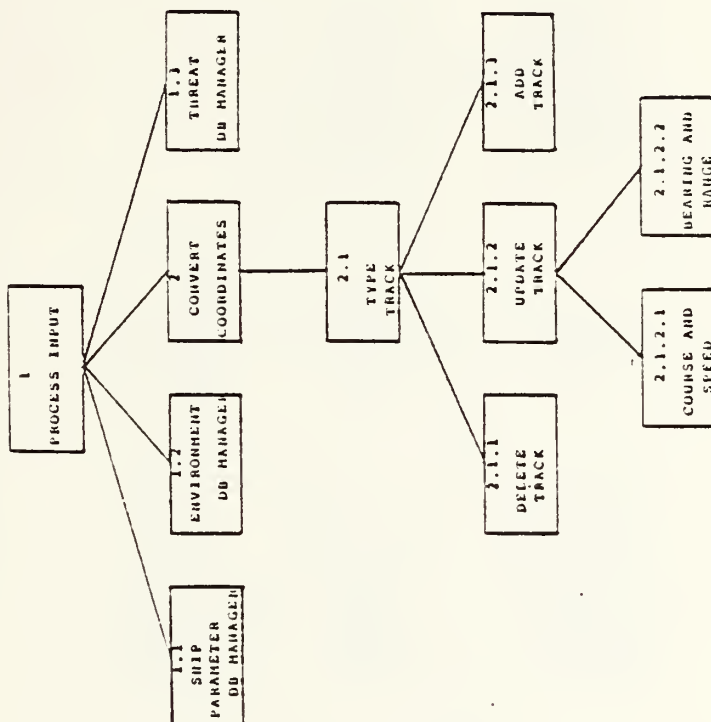 1
PROCESS INPUT
1.1
SHIP
PARAMETER
DB MANAGER
1.2
ENVIRONMENT
DB MANAGER
2
CONVERT
COORDINATES
1.3
THREAT
DB MANAGER
2.1
TYPE
TRACK
2.1.1
DELETE
TRACK
2.1.2
UPDATE
TRACK
2.1.3
ADD
TRACK
2.1.2.1
COURSE AND
SPEED
2.1.2.2
BEARING AND
RANGE